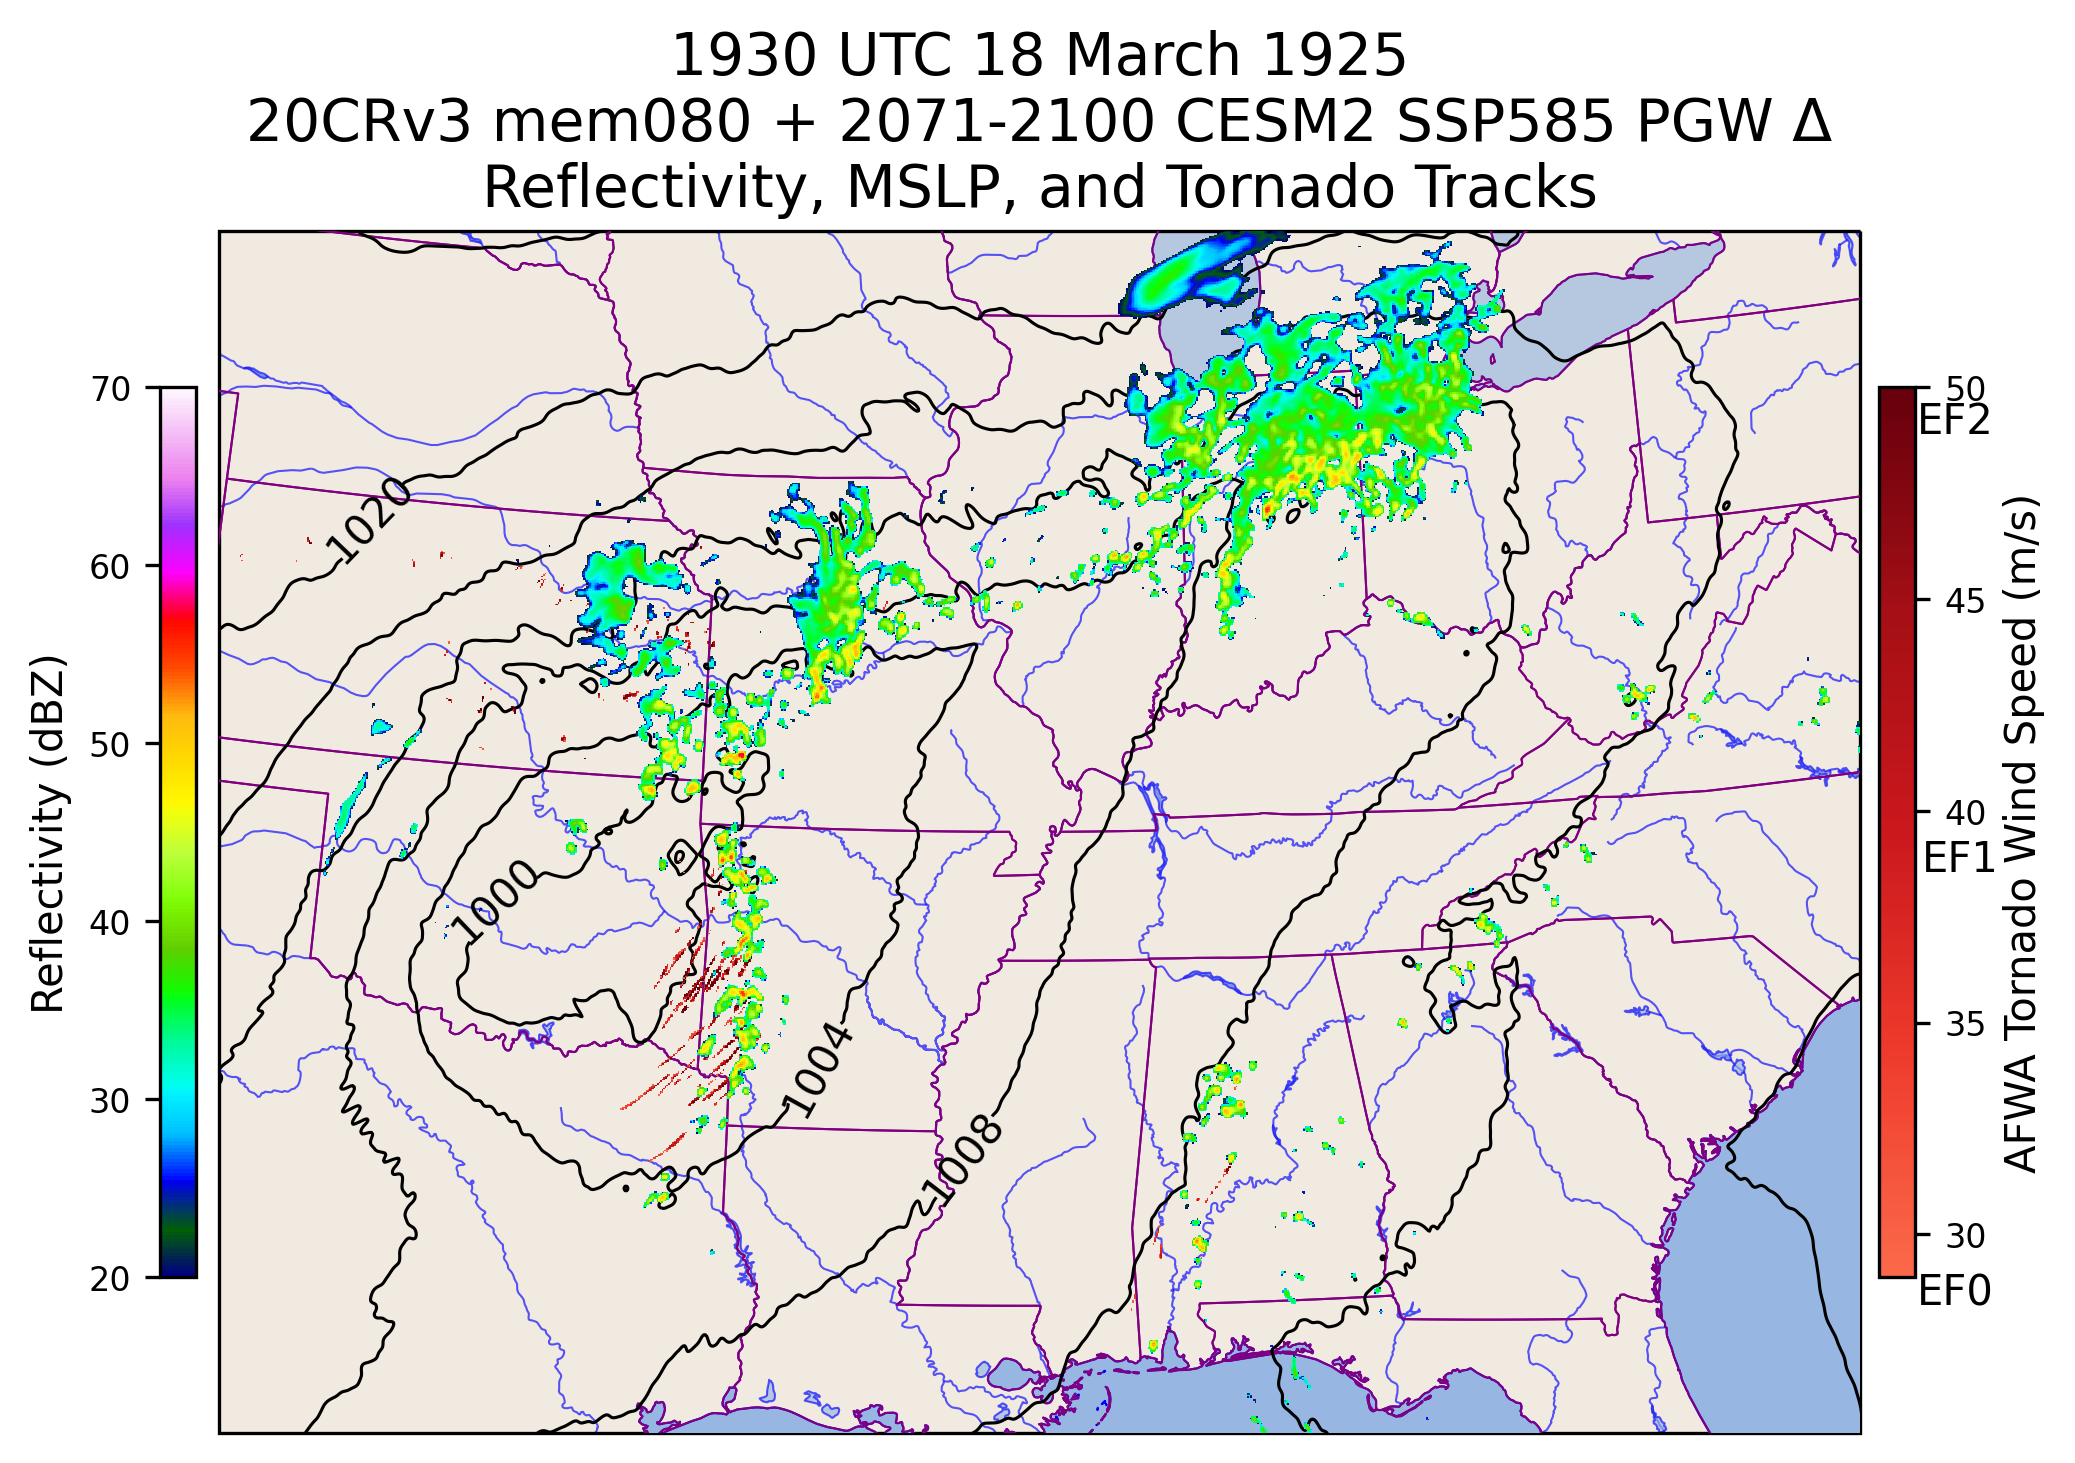 1930 UTC 18 March 1925
20CRv3 mem080 + 2071-2100 CESM2 SSP585 PGW Δ
Reflectivity, MSLP, and Tornado Tracks
Reflectivity (dBZ)
70
60
50
40
30
20
1020
1000
1004
1008
50
EF2
45
40
EF1
35
30
EF0
AFWA Tornado Wind Speed (m/s)